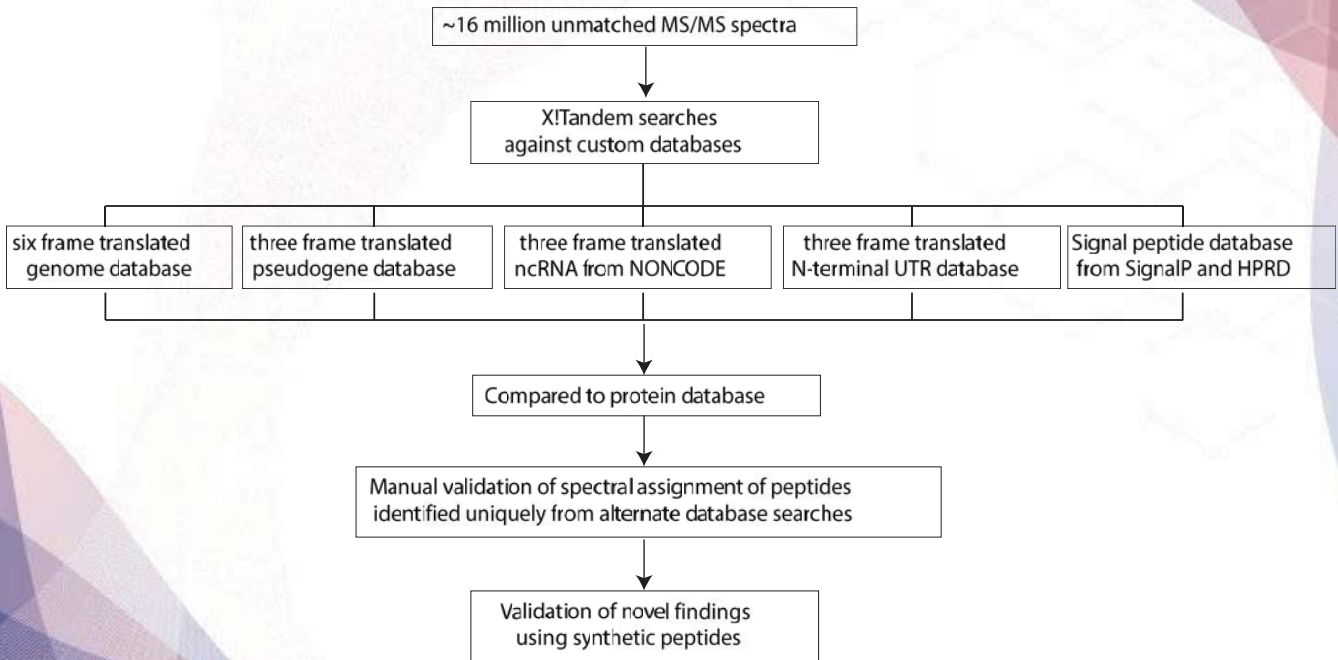 ~16 million unmatched MS/MS spectra
X!Tandem searches
against custom databases
six frame translated
genome database
three frame translated
pseudogene database
three frame translated
ncRNA from NONCODE
three frame translated
N-terminal UTR database
Signal peptide database
from SignalP and HPRD
Compared to protein database
Manual validation of spectral assignment of peptides
identified uniquely from alternate database searches
Validation of novel findings
using synthetic peptides